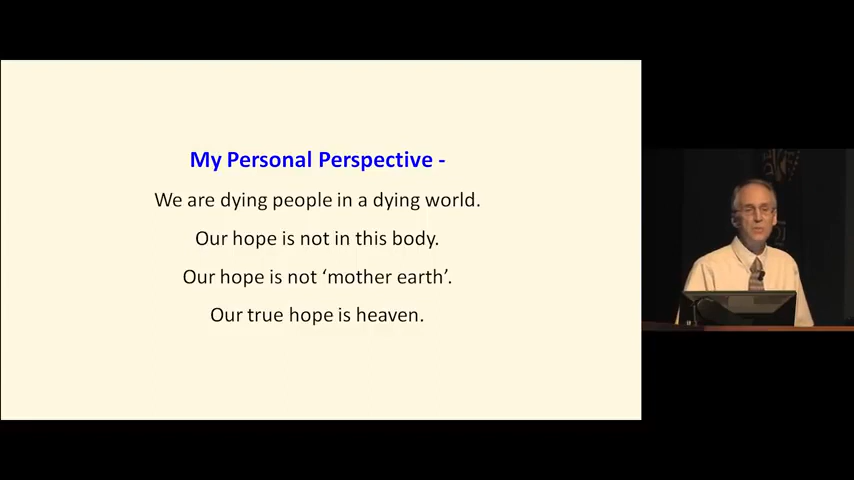 My Personal Perspective -
We are dying people in a dying world.
Our hope is not in this body.
Our hope is not ‘mother earth’.
Our true hope is heaven.